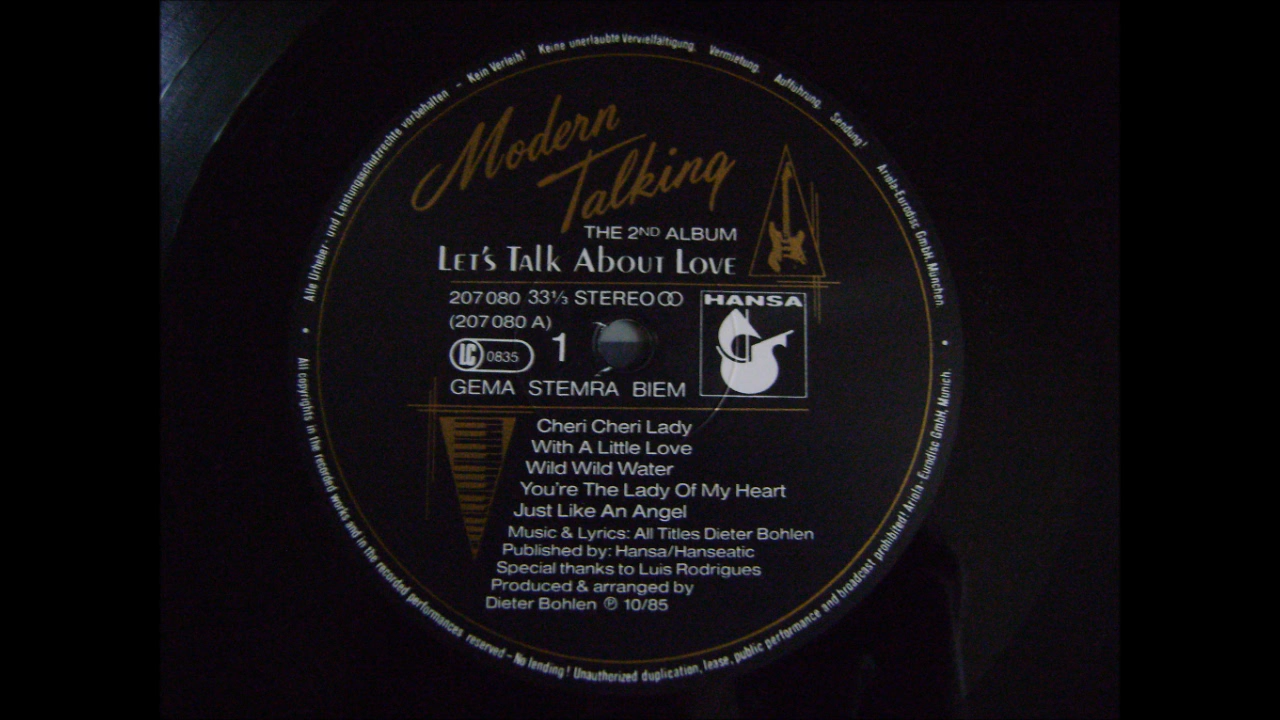 Modern
Talking
THE 2ND ALBUM
LET'S TALK ABOUT LOVE
207 080 33⅓ STEREO
(207 080 A)
LC 0835
1
HANSA
GEMA STEMRA BIEM
Cheri Cheri Lady
With A Little Love
Wild Wild Water
You're The Lady Of My Heart
Just Like An Angel
Music & Lyrics: All Titles Dieter Bohlen
Published by: Hansa/Hanseatic
Special thanks to Luis Rodrigues
Produced & arranged by
Dieter Bohlen ℗ 10/85
Alle Urheber- und Leistungsschutzrechte vorbehalten – Kein Verleih! Keine unerlaubte Vervielfältigung, Vermietung, Aufführung, Sendung! Ariola-Eurodisc GmbH, München
All copyrights in the recorded works and in the recorded performances reserved – No lending! Unauthorized duplication, lease, public performance and broadcast prohibited! Ariola-Eurodisc GmbH, Munich.